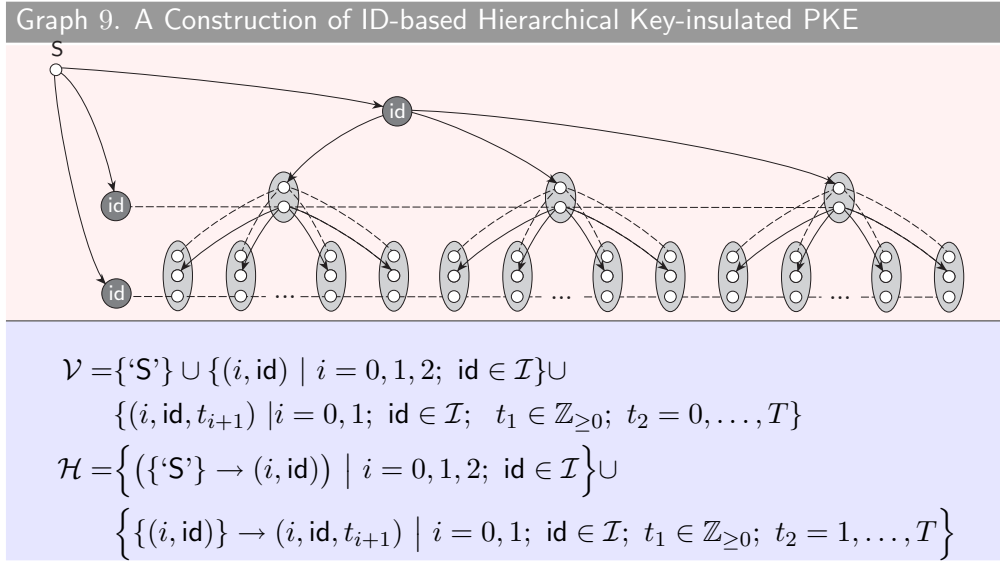 Graph 9. A Construction of ID-based Hierarchical Key-insulated PKE
S
id
id
id
... ... ...
𝒱 ={‘S’} ∪ {(i, id) | i = 0, 1, 2; id ∈ ℐ}∪
{(i, id, t_{i+1}) |i = 0, 1; id ∈ ℐ; t_1 ∈ ℤ_{≥0}; t_2 = 0, . . . , T}
ℋ ={({‘S’} → (i, id)) | i = 0, 1, 2; id ∈ ℐ}∪
{{(i, id)} → (i, id, t_{i+1}) | i = 0, 1; id ∈ ℐ; t_1 ∈ ℤ_{≥0}; t_2 = 1, . . . , T}